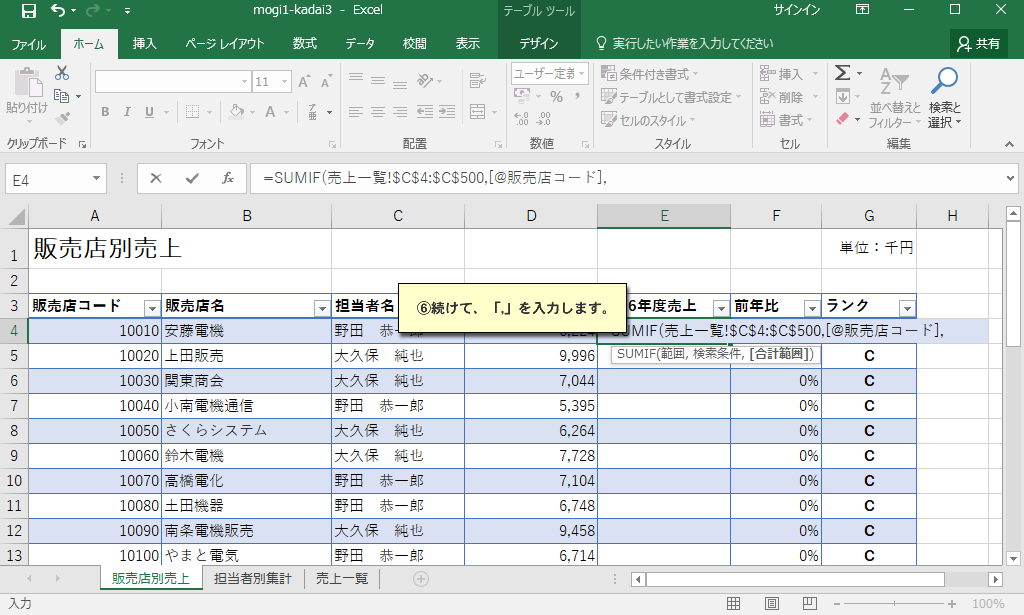 mogi1-kadai3 - Excel
テーブル ツール
サインイン
ファイル ホーム 挿入 ページ レイアウト 数式 データ 校閲 表示 デザイン 実行したい作業を入力してください 共有
貼り付け
11
B I U A
ユーザー定義
% ,
条件付き書式
テーブルとして書式設定
セルのスタイル
挿入
削除
書式
並べ替えと
フィルター
検索と
選択
クリップボード フォント 配置 数値 スタイル セル 編集
E4 fx =SUMIF(売上一覧!$C$4:$C$500,[@販売店コード],
A B C D E F G H
1 販売店別売上 単位：千円
2
3 販売店コード 販売店名 担当者名 6年度売上 前年比 ランク
⑥続けて、「,」を入力します。
4 10010 安藤電機 野田 恭一郎 SUMIF(売上一覧!$C$4:$C$500,[@販売店コード],
SUMIF(範囲, 検索条件, [合計範囲])
5 10020 上田販売 大久保 純也 9,996 C
6 10030 関東商会 大久保 純也 7,044 0% C
7 10040 小南電機通信 野田 恭一郎 5,395 0% C
8 10050 さくらシステム 大久保 純也 6,264 0% C
9 10060 鈴木電機 大久保 純也 7,728 0% C
10 10070 高橋電化 野田 恭一郎 7,104 0% C
11 10080 土田機器 野田 恭一郎 6,748 0% C
12 10090 南条電機販売 大久保 純也 9,458 0% C
13 10100 やまと電気 野田 恭一郎 6,714 0% C
販売店別売上 担当者別集計 売上一覧
入力 100%